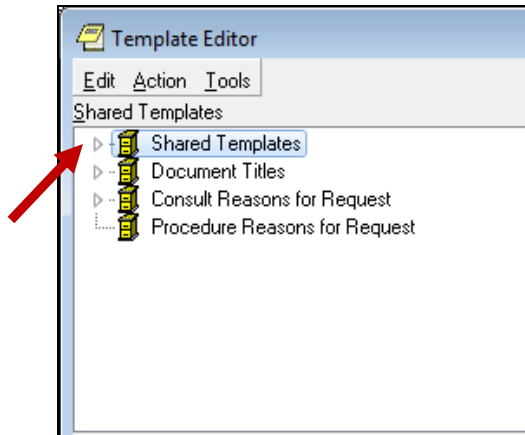 Template Editor
Edit Action Tools
Shared Templates
Shared Templates
Document Titles
Consult Reasons for Request
Procedure Reasons for Request